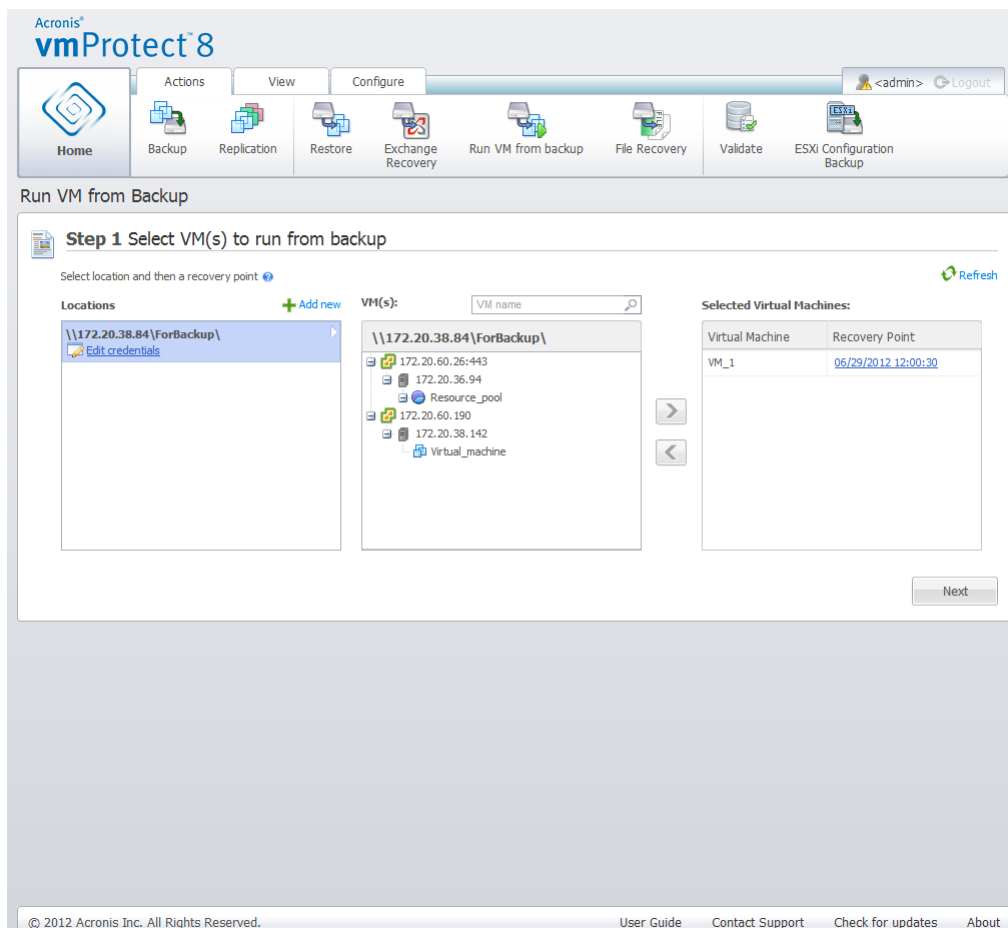 Acronis®
vmProtect™ 8
Actions View Configure
<admin> Logout
Home
Backup
Replication
Restore
Exchange Recovery
Run VM from backup
File Recovery
Validate
ESXi
ESXi Configuration Backup
Run VM from Backup
Step 1 Select VM(s) to run from backup
Select location and then a recovery point ?
Refresh
Locations
Add new
\\172.20.38.84\ForBackup\
Edit credentials
VM(s):
VM name
\\172.20.38.84\ForBackup\
172.20.60.26:443
172.20.36.94
Resource_pool
172.20.60.190
172.20.38.142
Virtual_machine
Selected Virtual Machines:
Virtual Machine Recovery Point
VM_1 06/29/2012 12:00:30
Next
© 2012 Acronis Inc. All Rights Reserved.
User Guide Contact Support Check for updates About